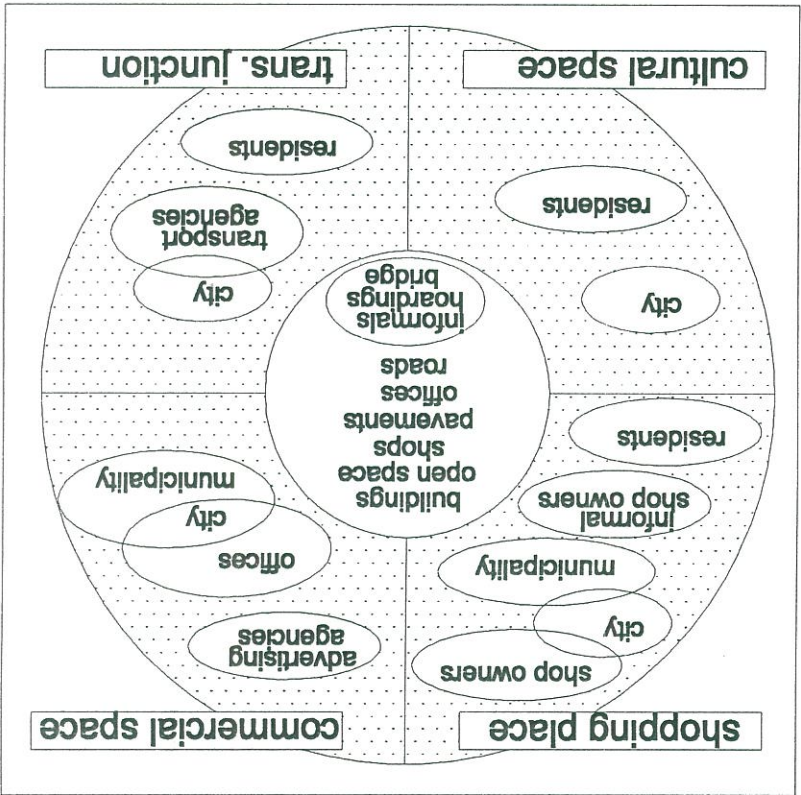 shopping place
commercial space
shop owners
city
municipality
informal
shop owners
residents
advertising
agencies
offices
city
municipality
buildings
open space
shops
pavements
offices
roads
informals
hoardings
bridge
city
residents
cultural space
city
transport
agencies
residents
trans. junction